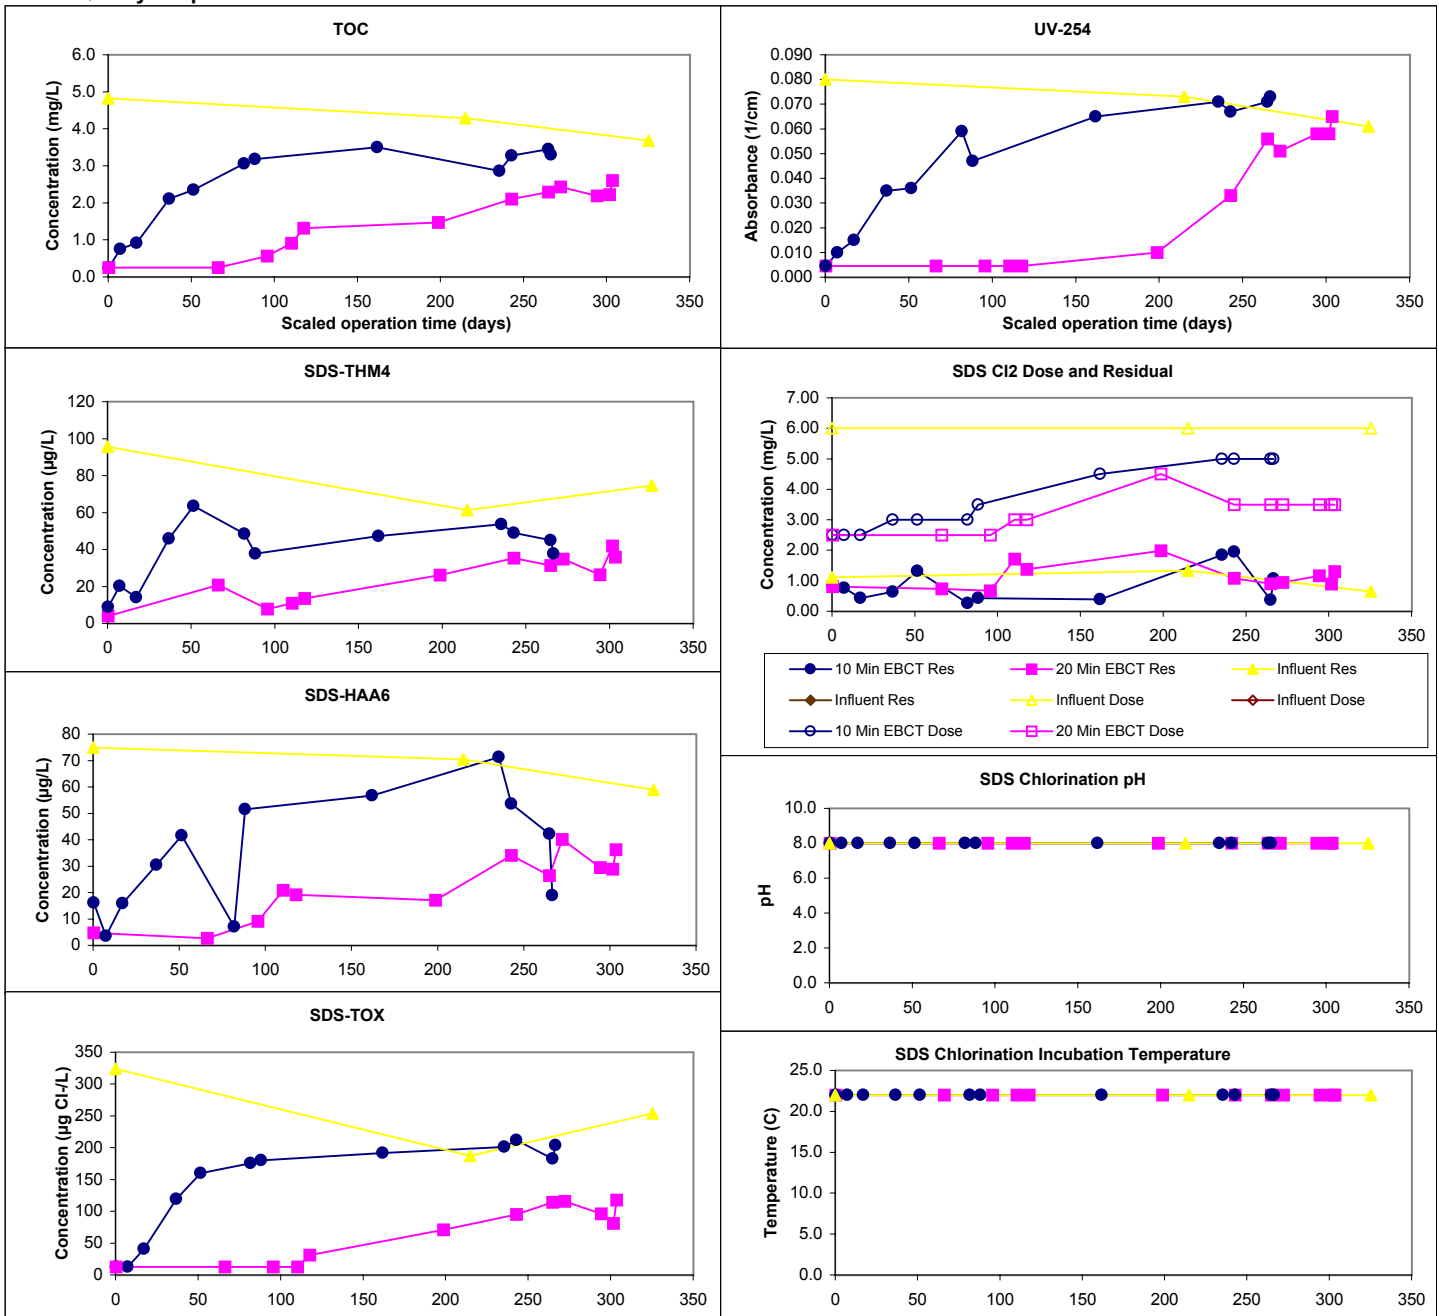 TOC
6.0
5.0
4.0
3.0
2.0
1.0
0.0
Concentration (mg/L)
0 50 100 150 200 250 300 350
Scaled operation time (days)
UV-254
0.090
0.080
0.070
0.060
0.050
0.040
0.030
0.020
0.010
0.000
Absorbance (1/cm)
0 50 100 150 200 250 300 350
Scaled operation time (days)
SDS-THM4
120
100
80
60
40
20
0
Concentration (µg/L)
0 50 100 150 200 250 300 350
SDS Cl2 Dose and Residual
7.00
6.00
5.00
4.00
3.00
2.00
1.00
0.00
Concentration (mg/L)
0 50 100 150 200 250 300 350
10 Min EBCT Res 20 Min EBCT Res Influent Res
Influent Res Influent Dose Influent Dose
10 Min EBCT Dose 20 Min EBCT Dose
SDS-HAA6
80
70
60
50
40
30
20
10
0
Concentration (µg/L)
0 50 100 150 200 250 300 350
SDS Chlorination pH
10.0
8.0
6.0
4.0
2.0
0.0
pH
0 50 100 150 200 250 300 350
SDS-TOX
350
300
250
200
150
100
50
0
Concentration (µg Cl-/L)
0 50 100 150 200 250 300 350
SDS Chlorination Incubation Temperature
25.0
20.0
15.0
10.0
5.0
0.0
Temperature (C)
0 50 100 150 200 250 300 350